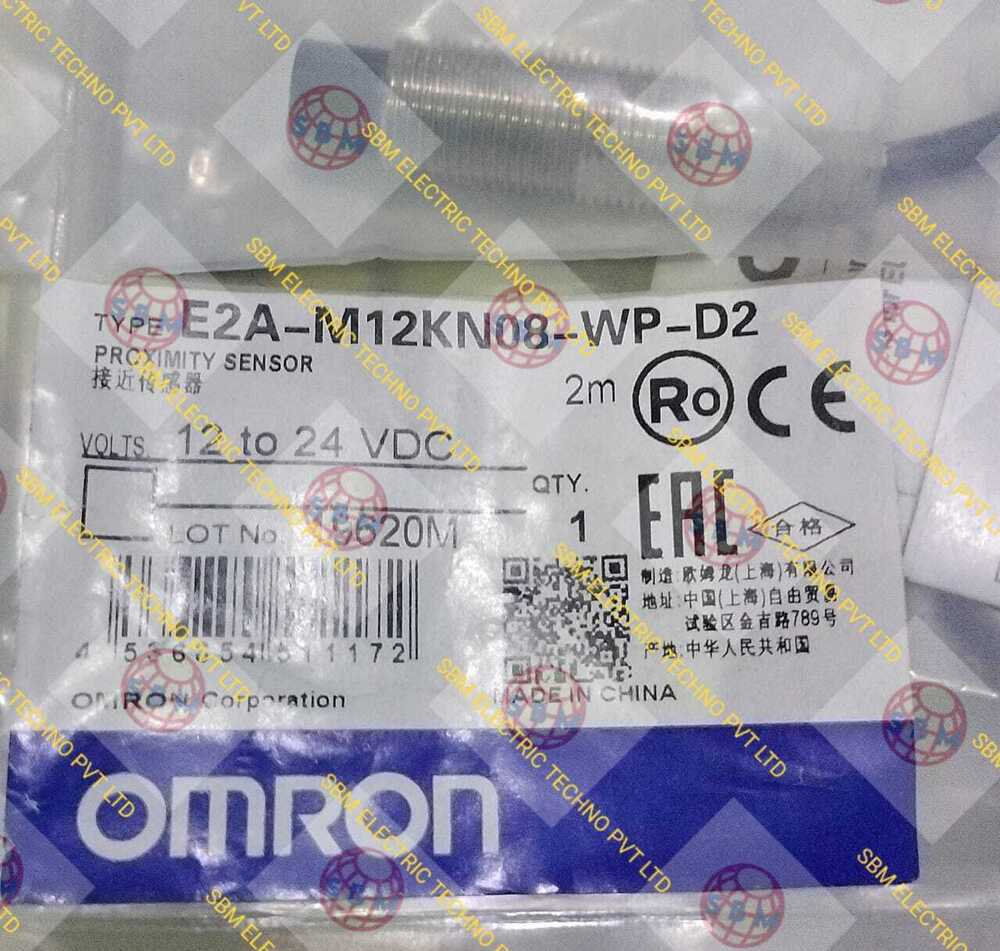 TYPE E2A-M12KN08-WP-D2
PROXIMITY SENSOR
接近传感器
2m
Ro CE
VOLTS. 12 to 24 VDC
QTY.
1
EAC
合格
LOT No.
制造:欧姆龙(上海)有限公司
地址:中国(上海)自由贸易
试验区金吉路789号
产地:中华人民共和国
OMRON Corporation
MADE IN CHINA
OMRON
SBM ELECTRIC TECHNO PVT LTD
SBM